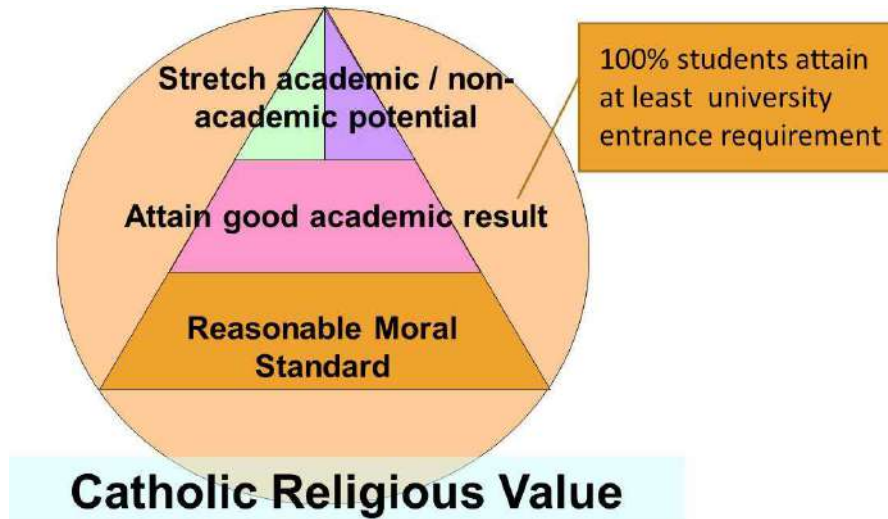 Stretch academic / non-
academic potential
100% students attain
at least university
entrance requirement
Attain good academic result
Reasonable Moral
Standard
Catholic Religious Value